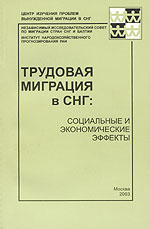 ЦЕНТР ИЗУЧЕНИЯ ПРОБЛЕМ
ВЫНУЖДЕННОЙ МИГРАЦИИ В СНГ
НЕЗАВИСИМЫЙ ИССЛЕДОВАТЕЛЬСКИЙ СОВЕТ
ПО МИГРАЦИИ СТРАН СНГ И БАЛТИИ
ИНСТИТУТ НАРОДНОХОЗЯЙСТВЕННОГО
ПРОГНОЗИРОВАНИЯ РАН
ТРУДОВАЯ
МИГРАЦИЯ
в СНГ:
СОЦИАЛЬНЫЕ И
ЭКОНОМИЧЕСКИЕ
ЭФФЕКТЫ
Москва
2003